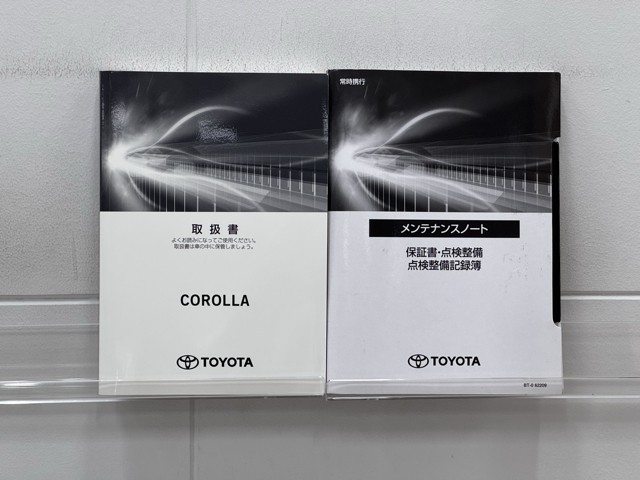 取扱書
よくお読みになってご使用ください。
取扱書は車の中に保管しましょう。
COROLLA
TOYOTA
常時携行
メンテナンスノート
保証書・点検整備
点検整備記録簿
TOYOTA